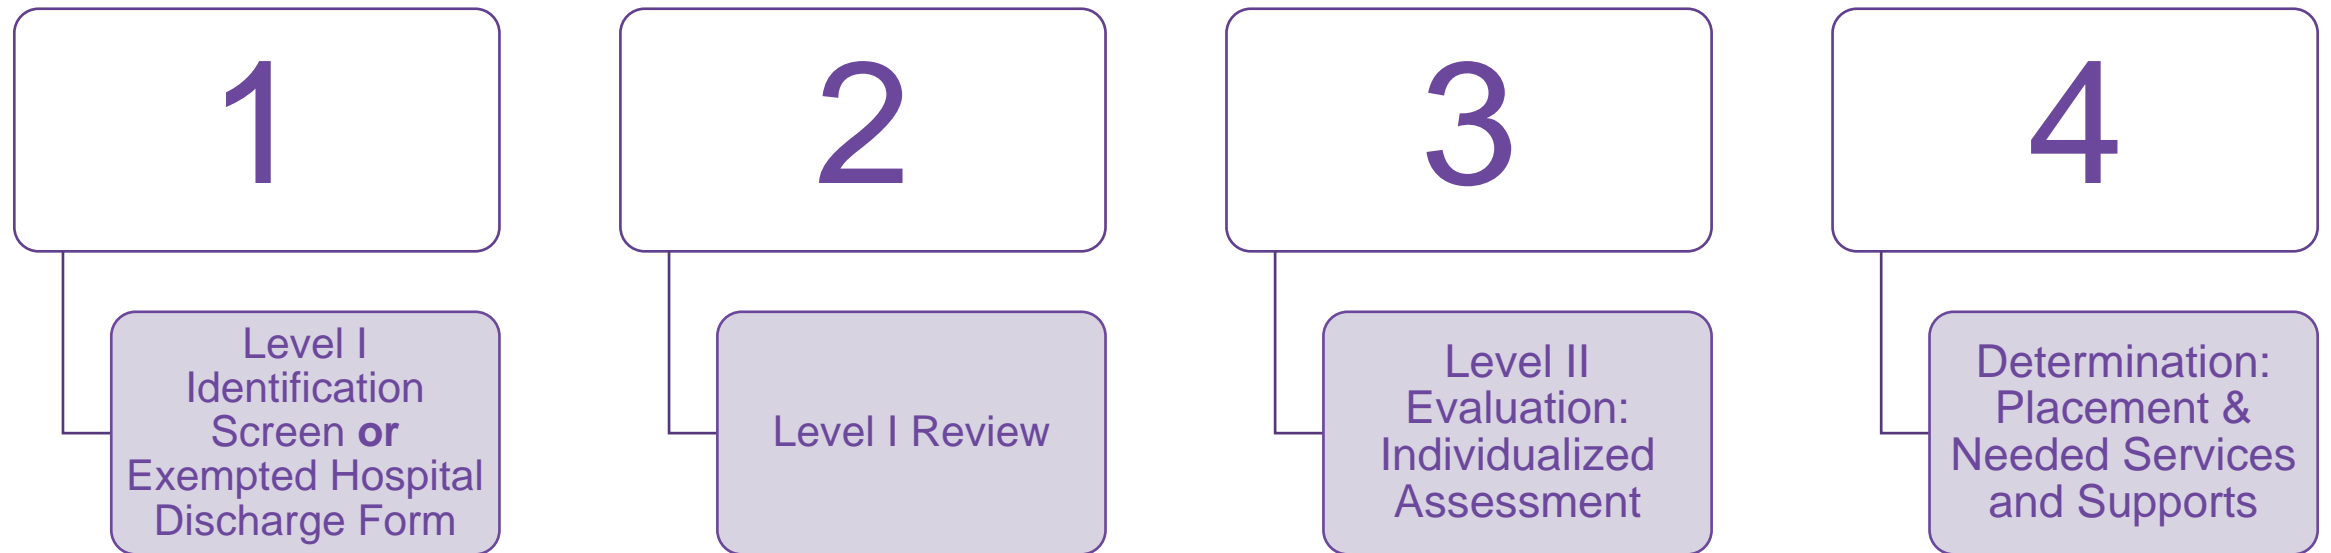 1
Level I
Identification
Screen or
Exempted Hospital
Discharge Form
2
Level I Review
3
Level II
Evaluation:
Individualized
Assessment
4
Determination:
Placement &
Needed Services
and Supports